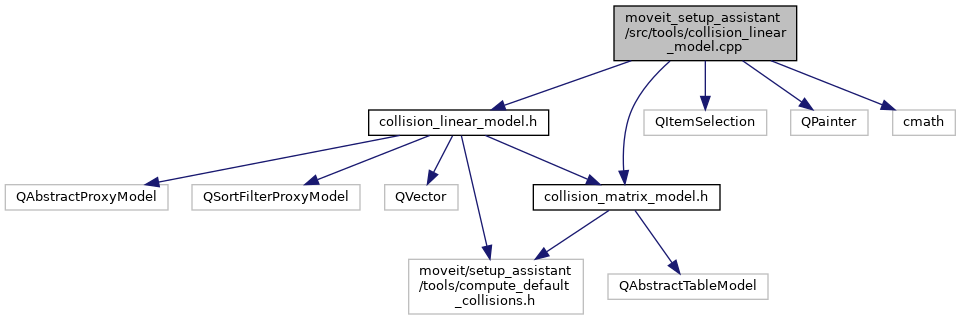 moveit_setup_assistant
/src/tools/collision_linear
_model.cpp
collision_linear_model.h
QItemSelection
QPainter
cmath
QAbstractProxyModel
QSortFilterProxyModel
QVector
collision_matrix_model.h
moveit/setup_assistant
/tools/compute_default
_collisions.h
QAbstractTableModel